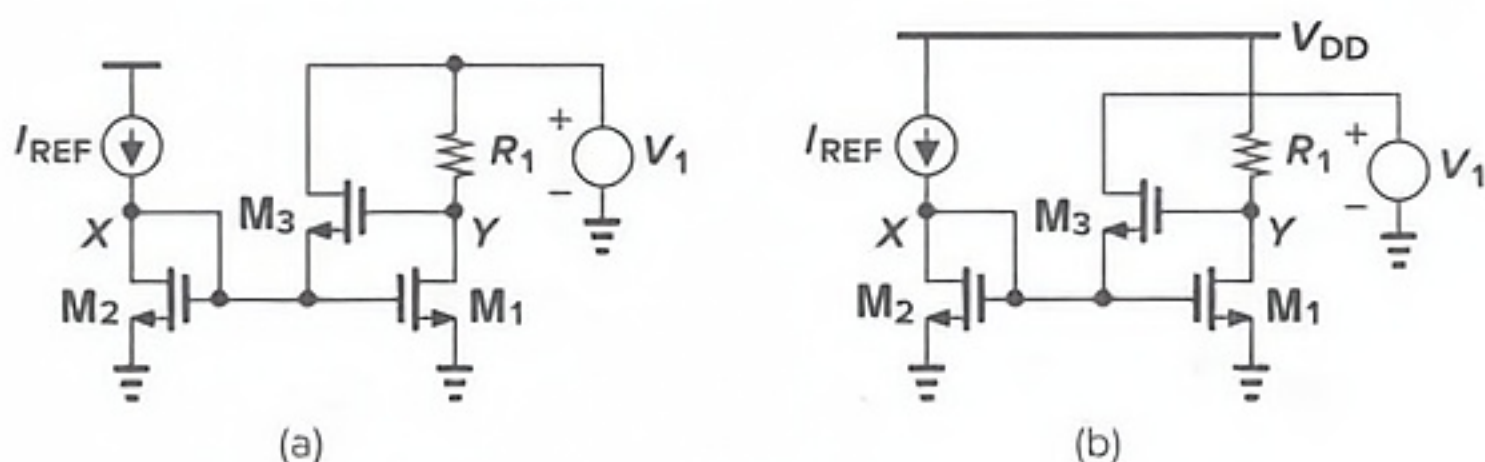 V_DD
I_REF
R_1
+
−
V_1
X
M_3
Y
M_2
M_1
(a)
I_REF
R_1
+
−
V_1
X
M_3
Y
M_2
M_1
(b)